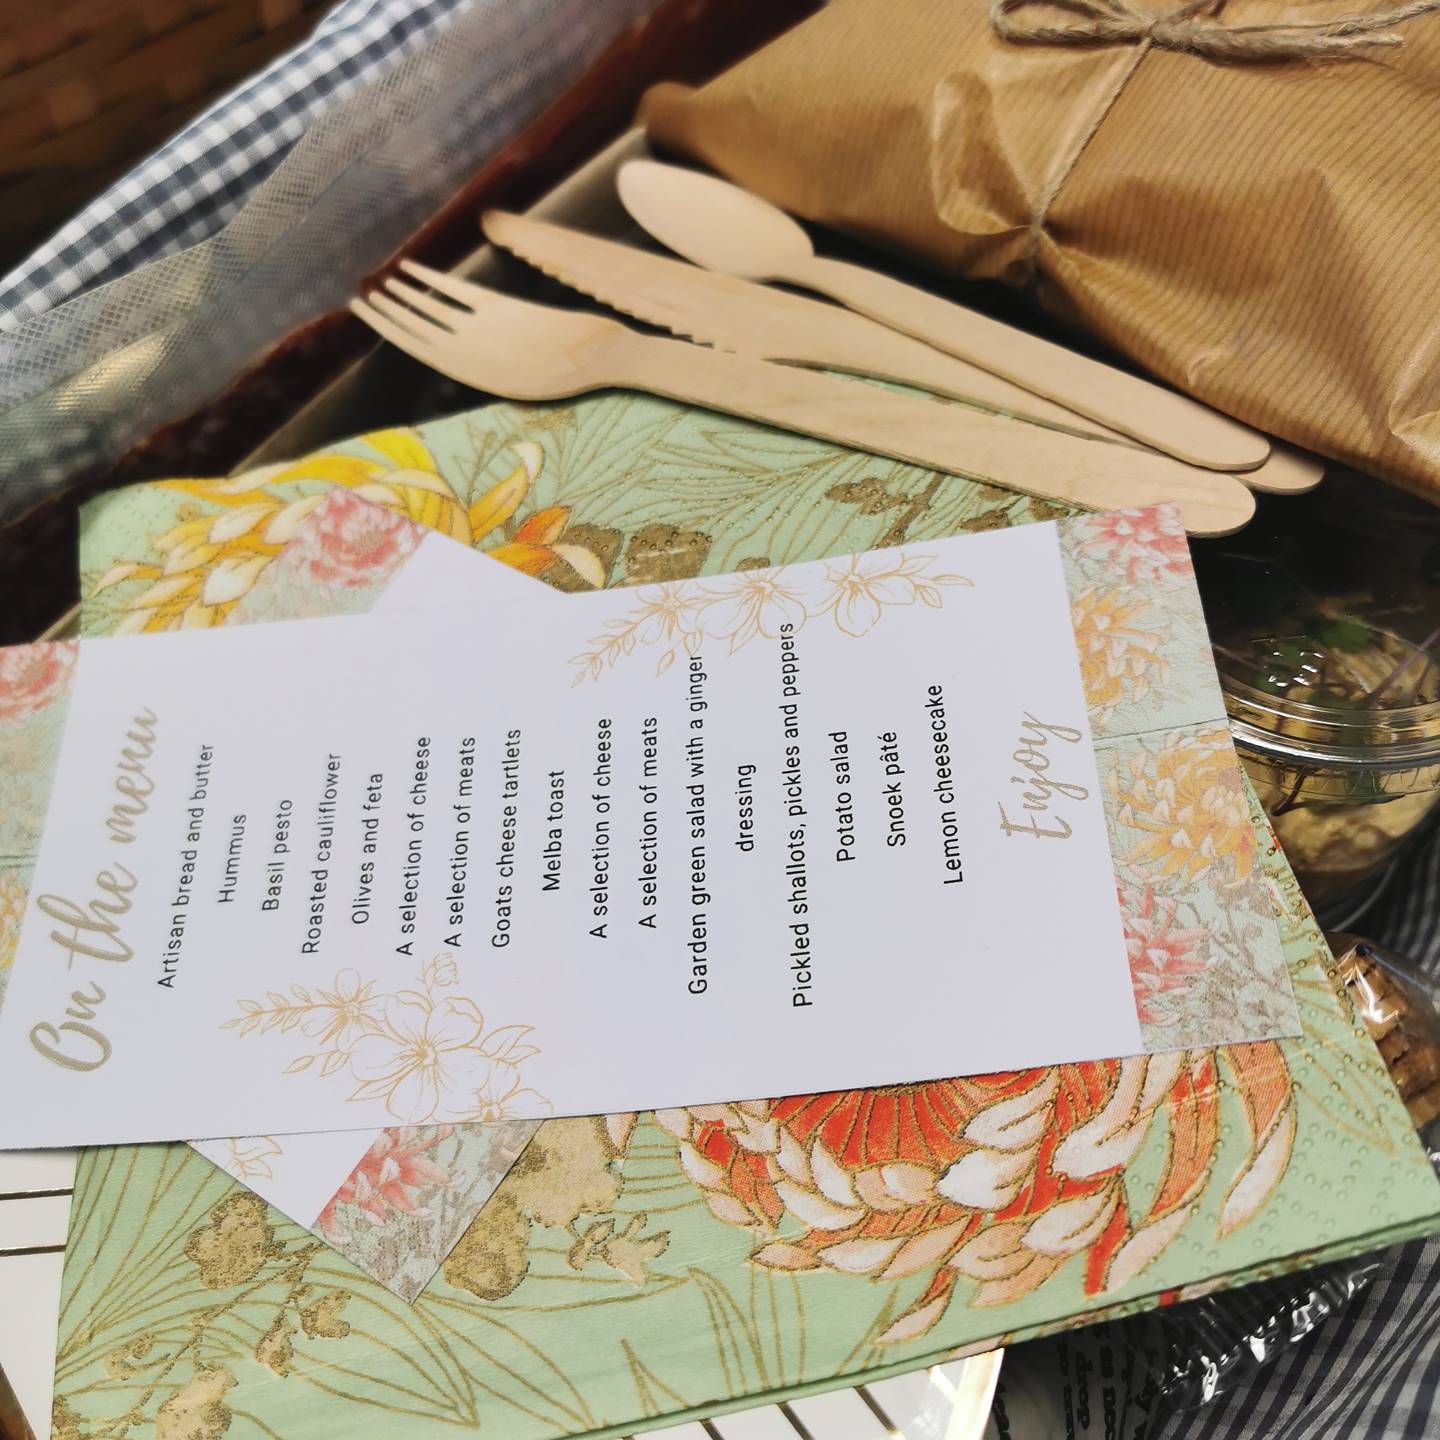 On the menu
Artisan bread and butter
Hummus
Basil pesto
Roasted cauliflower
Olives and feta
A selection of cheese
A selection of meats
Goats cheese tartlets
Melba toast
A selection of cheese
A selection of meats
Garden green salad with a ginger
dressing
Pickled shallots, pickles and peppers
Potato salad
Snoek pâté
Lemon cheesecake
Enjoy
drop